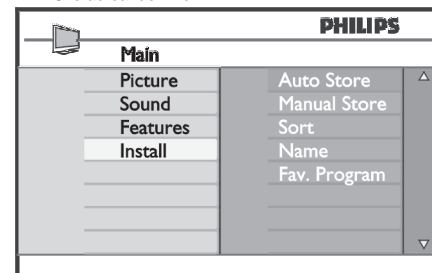 PHILIPS
Main
Picture
Sound
Features
Install
Auto Store
Manual Store
Sort
Name
Fav. Program